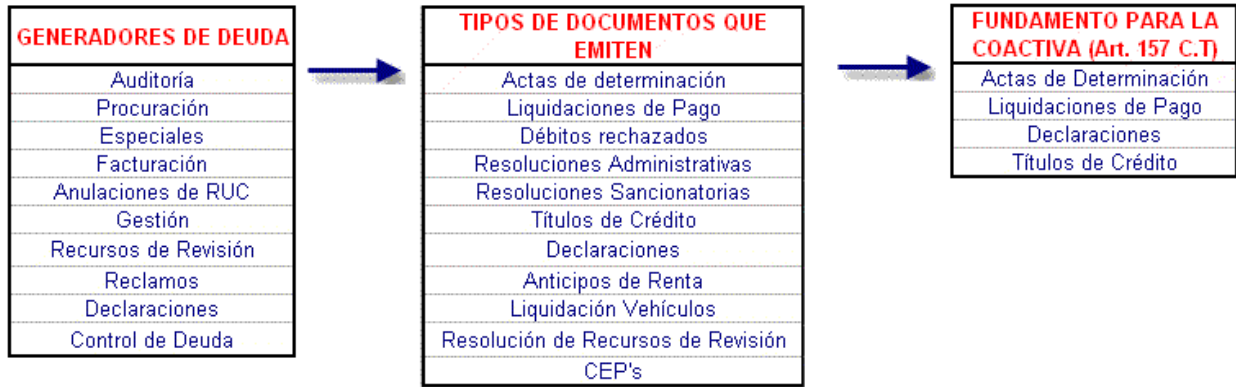 GENERADORES DE DEUDA
Auditoría
Procuración
Especiales
Facturación
Anulaciones de RUC
Gestión
Recursos de Revisión
Reclamos
Declaraciones
Control de Deuda
TIPOS DE DOCUMENTOS QUE
EMITEN
Actas de determinación
Liquidaciones de Pago
Débitos rechazados
Resoluciones Administrativas
Resoluciones Sancionatorias
Títulos de Crédito
Declaraciones
Anticipos de Renta
Liquidación Vehículos
Resolución de Recursos de Revisión
CEP's
FUNDAMENTO PARA LA
COACTIVA (Art. 157 C.T)
Actas de Determinación
Liquidaciones de Pago
Declaraciones
Títulos de Crédito